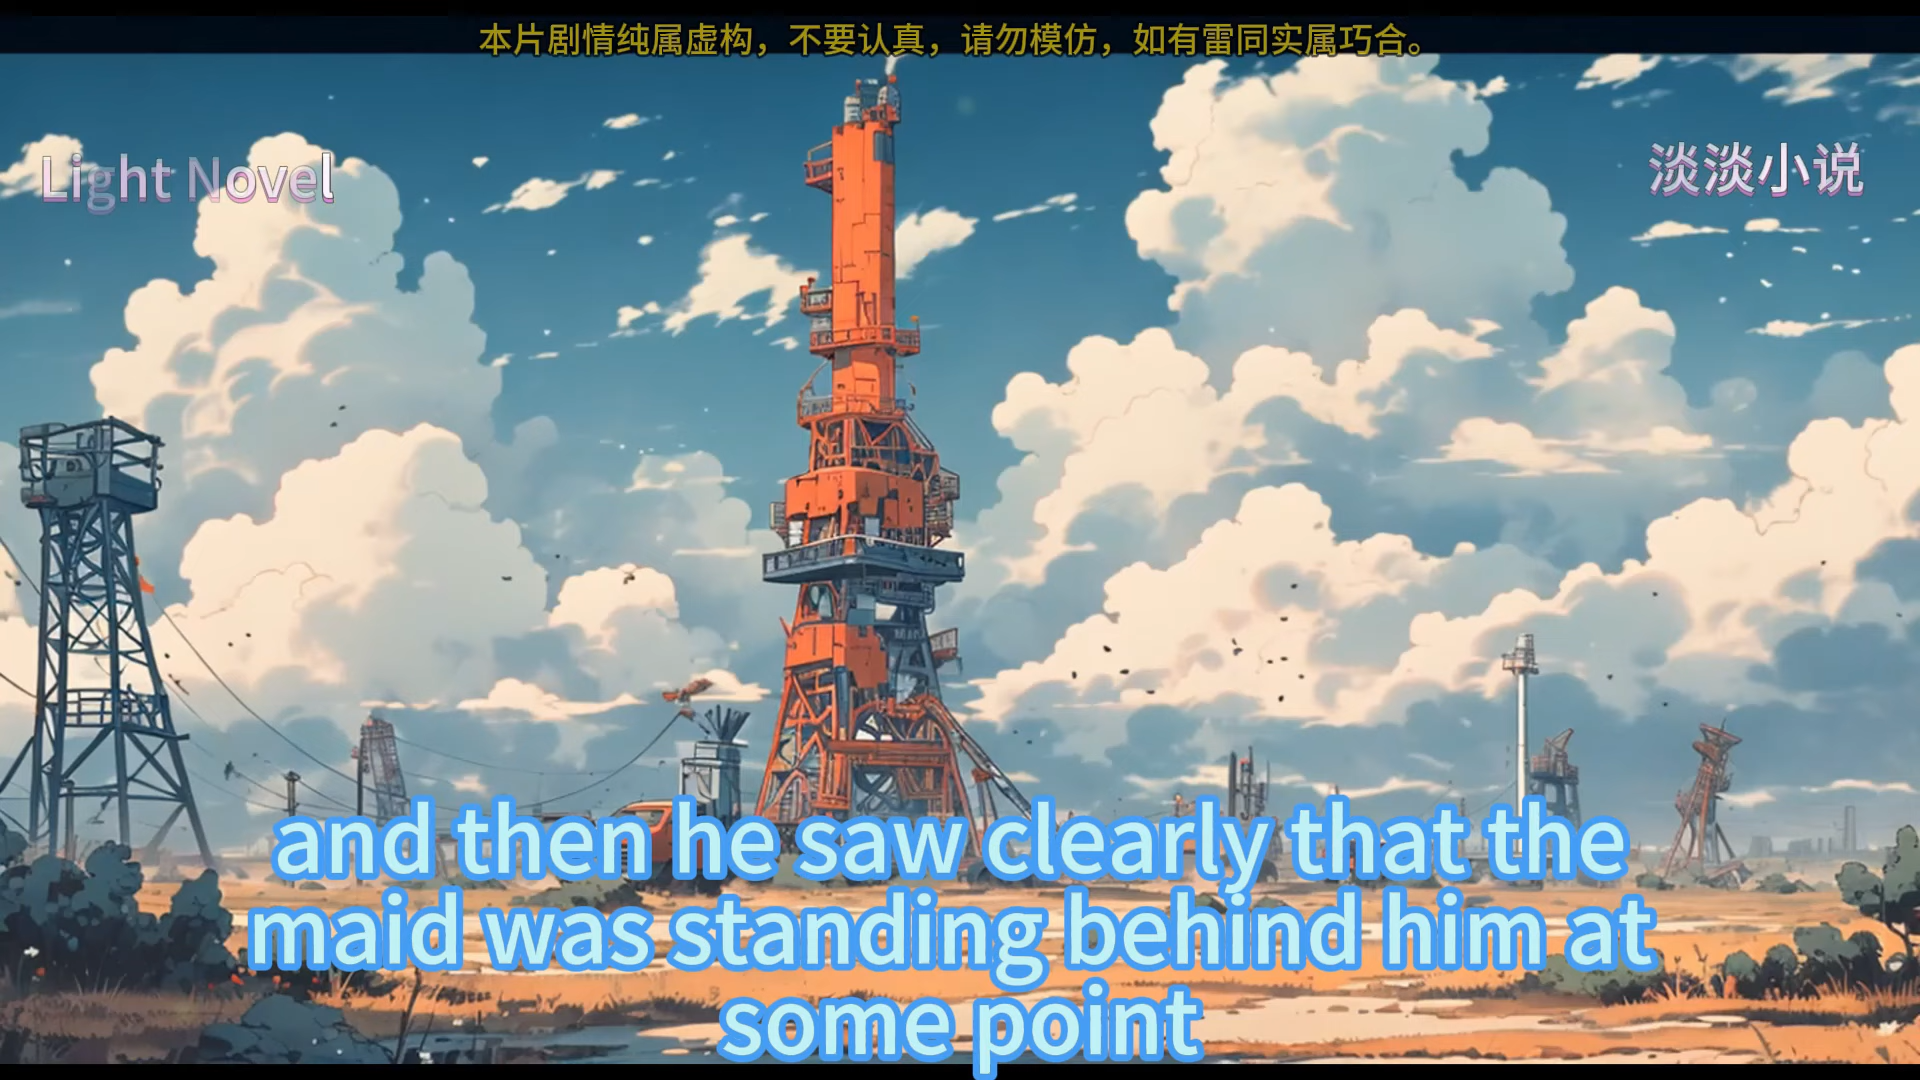 本片剧情纯属虚构，不要认真，请勿模仿，如有雷同实属巧合。
Light Novel
淡淡小说
and then he saw clearly that the
maid was standing behind him at
some point